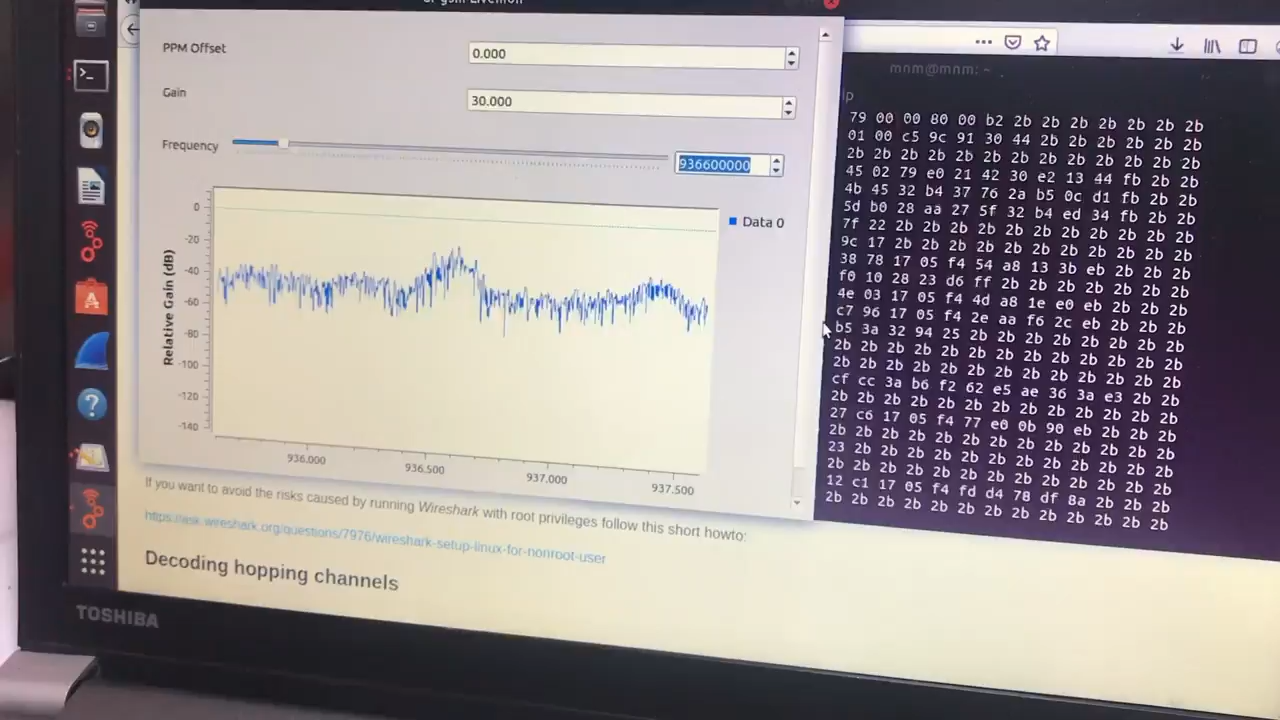 PPM Offset
0.000
Gain
30.000
Frequency
936600000
Data 0
Relative Gain (dB)
0
-20
-40
-60
-80
-100
-120
-140
936.000
936.500
937.000
937.500
mnm@mnm: ~
lp
79 00 00 80 00 b2 2b 2b 2b 2b 2b 2b 2b
01 00 c5 9c 91 30 44 2b 2b 2b 2b 2b 2b
2b 2b 2b 2b 2b 2b 2b 2b 2b 2b 2b 2b 2b
45 02 79 e0 21 42 30 e2 13 44 fb 2b 2b
4b 45 32 b4 37 76 2a b5 0c d1 fb 2b 2b
5d b0 28 aa 27 5f 32 b4 ed 34 fb 2b 2b
7f 22 2b 2b 2b 2b 2b 2b 2b 2b 2b 2b 2b
9c 17 2b 2b 2b 2b 2b 2b 2b 2b 2b 2b 2b
38 78 17 05 f4 54 a8 13 3b eb 2b 2b 2b
f0 10 28 23 d6 ff 2b 2b 2b 2b 2b 2b 2b
4e 03 17 05 f4 4d a8 1e e0 eb 2b 2b 2b
c7 96 17 05 f4 2e aa f6 2c eb 2b 2b 2b
b5 3a 32 94 25 2b 2b 2b 2b 2b 2b 2b 2b
2b 2b 2b 2b 2b 2b 2b 2b 2b 2b 2b 2b 2b
2b 2b 2b 2b 2b 2b 2b 2b 2b 2b 2b 2b 2b
cf cc 3a b6 f2 62 e5 ae 36 3a e3 2b 2b
2b 2b 2b 2b 2b 2b 2b 2b 2b 2b 2b 2b 2b
27 c6 17 05 f4 77 e0 0b 90 eb 2b 2b 2b
2b 2b 2b 2b 2b 2b 2b 2b 2b 2b 2b 2b 2b
23 2b 2b 2b 2b 2b 2b 2b 2b 2b 2b 2b 2b
2b 2b 2b 2b 2b 2b 2b 2b 2b 2b 2b 2b 2b
12 c1 17 05 f4 fd d4 78 df 8a 2b 2b 2b
2b 2b 2b 2b 2b 2b 2b 2b 2b 2b 2b 2b 2b
If you want to avoid the risks caused by running Wireshark with root privileges follow this short howto:
https://ask.wireshark.org/questions/7976/wireshark-setup-linux-for-nonroot-user
Decoding hopping channels
TOSHIBA